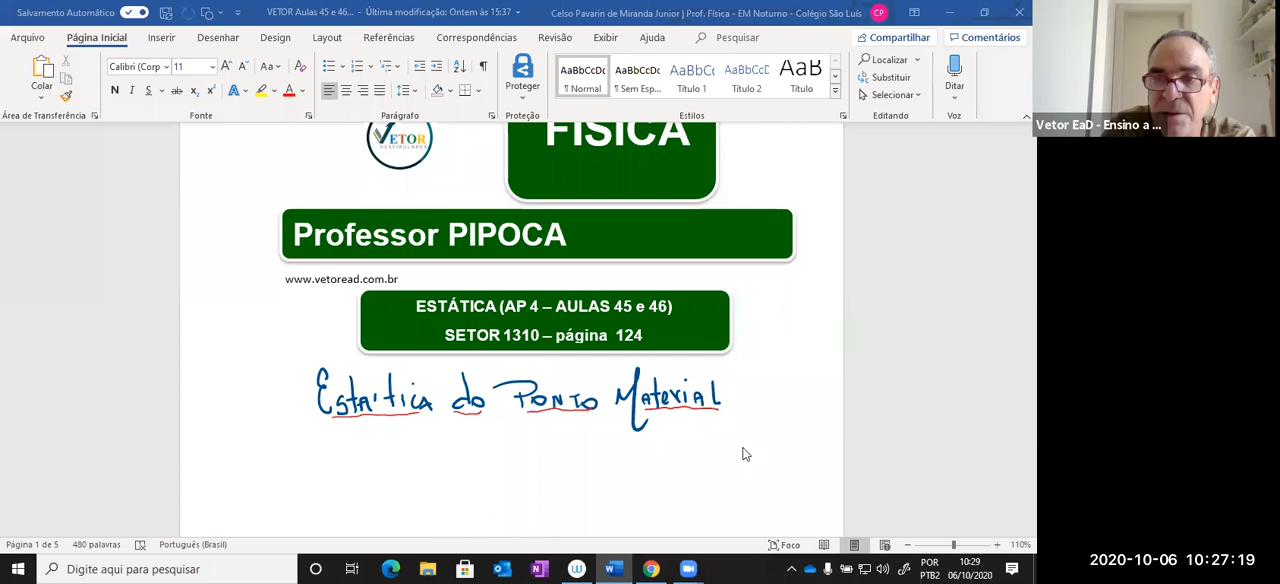 Salvamento Automático
VETOR Aulas 45 e 46... · Última modificação: Ontem às 15:37
Celso Pavarin de Miranda Junior | Prof. Física - EM Noturno - Colégio São Luís
CP
Arquivo
Página Inicial
Inserir
Desenhar
Design
Layout
Referências
Correspondências
Revisão
Exibir
Ajuda
Pesquisar
Compartilhar
Comentários
Colar
Calibri (Corp
11
Aa
N I S ab x₂ x²
A
AaBbCcDc
¶ Normal
AaBbCcDc
¶ Sem Esp...
AaBbCc
Título 1
AaBbCcD
Título 2
AaB
Título
Proteger
Localizar
Substituir
Selecionar
Ditar
Área de Transferência
Fonte
Parágrafo
Proteção
Estilos
Editando
Voz
Vetor EaD - Ensino a ...
VETOR
VESTIBULARES
FÍSICA
Professor PIPOCA
www.vetoread.com.br
ESTÁTICA (AP 4 – AULAS 45 e 46)
SETOR 1310 – página 124
Estática do Ponto Material
Página 1 de 5
480 palavras
Português (Brasil)
Foco
110%
Digite aqui para pesquisar
POR
PTB2
10:29
06/10/2020
2020-10-06 10:27:19